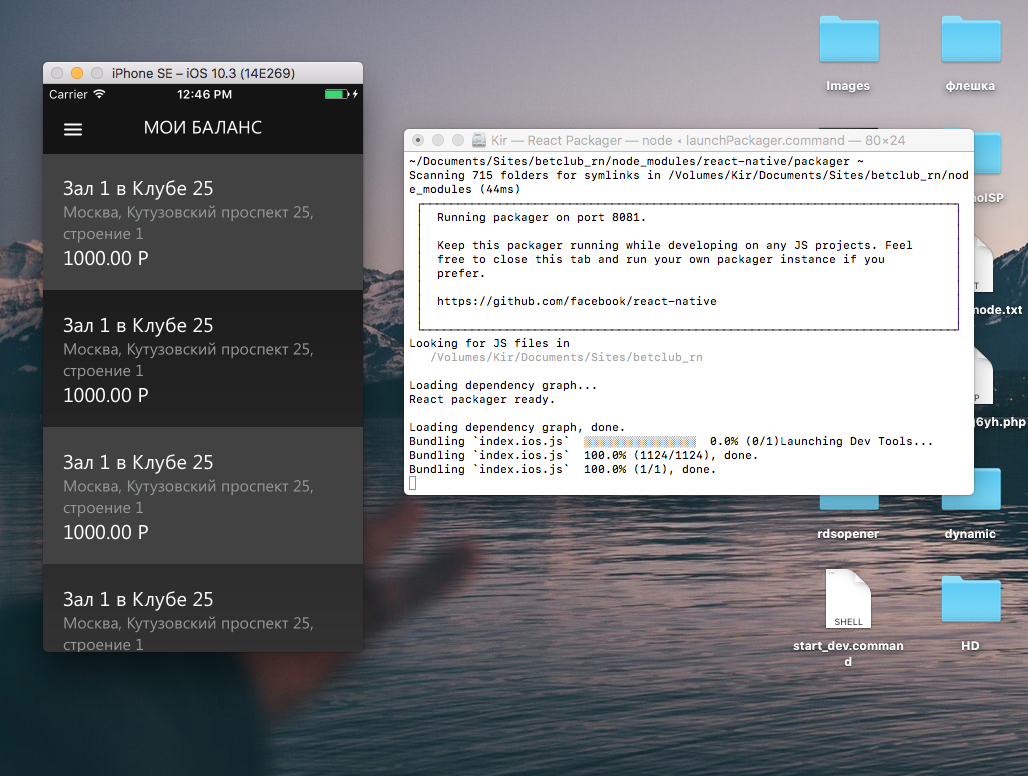 iPhone SE – iOS 10.3 (14E269)
Carrier
12:46 PM
МОИ БАЛАНС
Зал 1 в Клубе 25
Москва, Кутузовский проспект 25,
строение 1
1000.00 Р
Зал 1 в Клубе 25
Москва, Кутузовский проспект 25,
строение 1
1000.00 Р
Зал 1 в Клубе 25
Москва, Кутузовский проспект 25,
строение 1
1000.00 Р
Зал 1 в Клубе 25
Москва, Кутузовский проспект 25,
строение 1
Kir — React Packager — node ◂ launchPackager.command — 80×24
~/Documents/Sites/betclub_rn/node_modules/react-native/packager ~
Scanning 715 folders for symlinks in /Volumes/Kir/Documents/Sites/betclub_rn/nod
e_modules (44ms)
Running packager on port 8081.
Keep this packager running while developing on any JS projects. Feel
free to close this tab and run your own packager instance if you
prefer.
https://github.com/facebook/react-native
Looking for JS files in
/Volumes/Kir/Documents/Sites/betclub_rn
Loading dependency graph...
React packager ready.
Loading dependency graph, done.
Bundling `index.ios.js` 0.0% (0/1)Launching Dev Tools...
Bundling `index.ios.js` 100.0% (1124/1124), done.
Bundling `index.ios.js` 100.0% (1/1), done.
Images
флешка
oISP
node.txt
6yh.php
rdsopener
dynamic
SHELL
start_dev.comman
d
HD